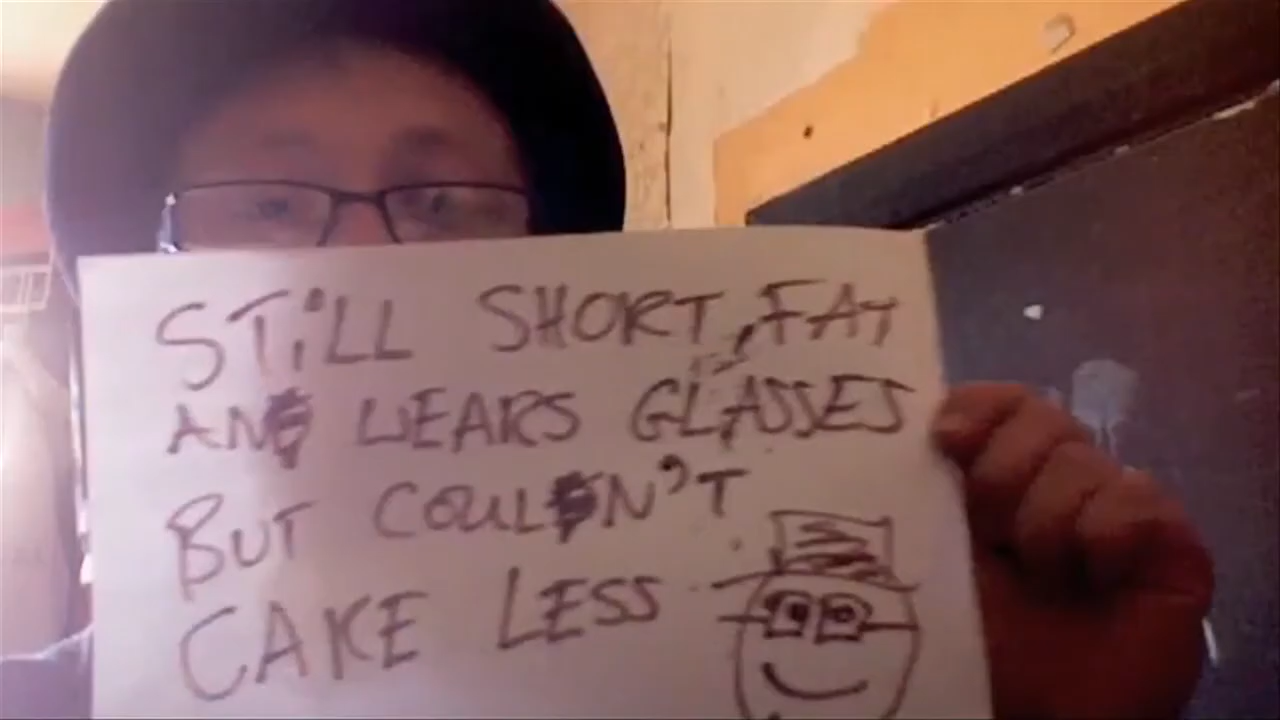 STiLL SHORT, FAT
AND WEARS GLASSES
BUT COULDN'T
CAKE LESS